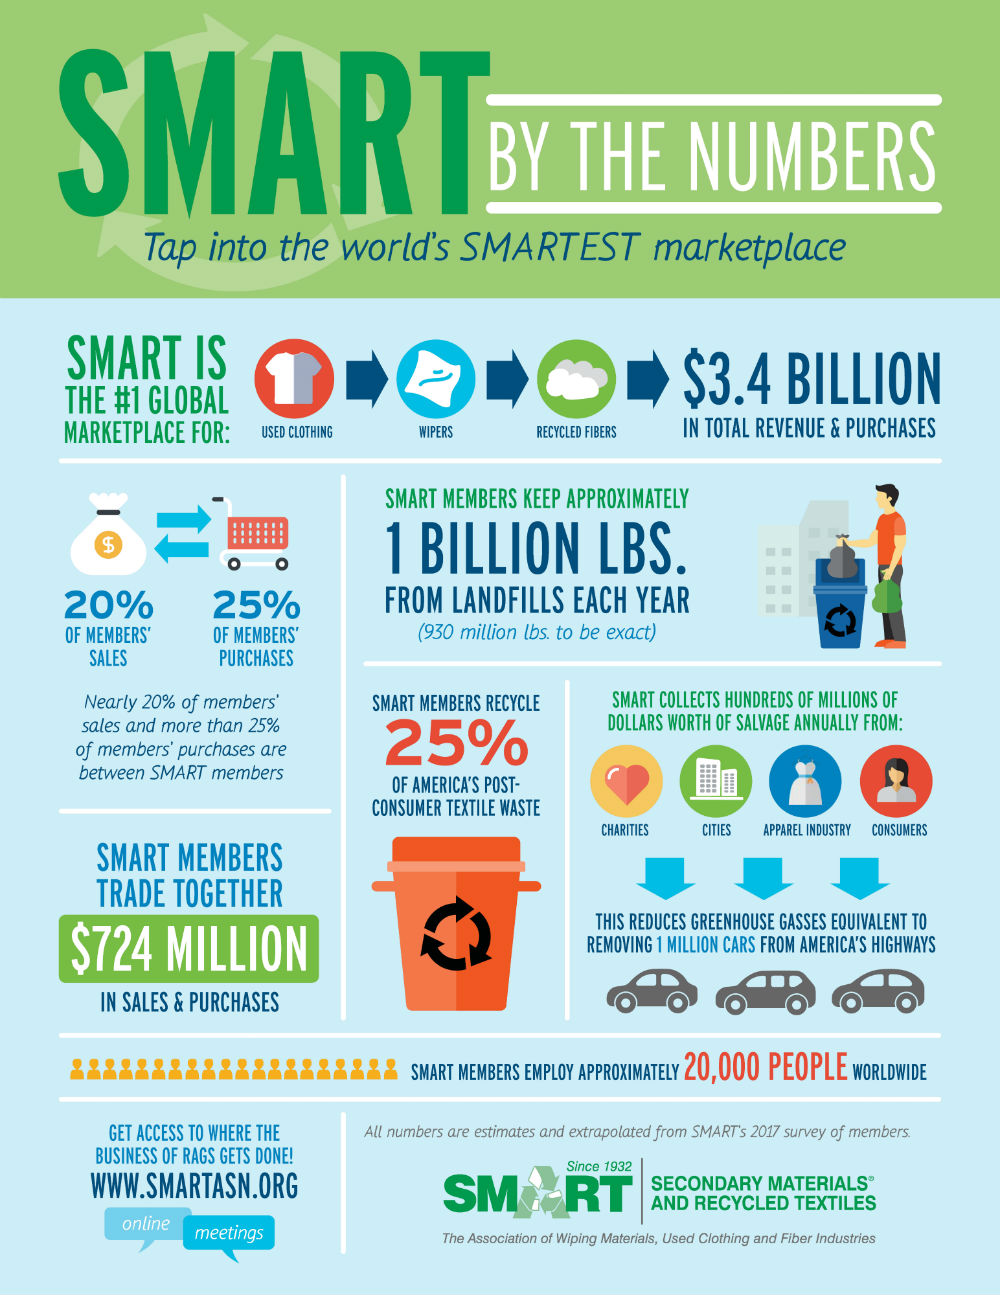 SMART
BY THE NUMBERS
Tap into the world's SMARTEST marketplace
SMART IS
THE #1 GLOBAL
MARKETPLACE FOR:
USED CLOTHING
WIPERS
RECYCLED FIBERS
$3.4 BILLION
IN TOTAL REVENUE & PURCHASES
$
20%
OF MEMBERS'
SALES
25%
OF MEMBERS'
PURCHASES
Nearly 20% of members'
sales and more than 25%
of members' purchases are
between SMART members
SMART MEMBERS
TRADE TOGETHER
$724 MILLION
IN SALES & PURCHASES
SMART MEMBERS KEEP APPROXIMATELY
1 BILLION LBS.
FROM LANDFILLS EACH YEAR
(930 million lbs. to be exact)
SMART MEMBERS RECYCLE
25%
OF AMERICA'S POST-
CONSUMER TEXTILE WASTE
SMART COLLECTS HUNDREDS OF MILLIONS OF
DOLLARS WORTH OF SALVAGE ANNUALLY FROM:
CHARITIES
CITIES
APPAREL INDUSTRY
CONSUMERS
THIS REDUCES GREENHOUSE GASSES EQUIVALENT TO
REMOVING 1 MILLION CARS FROM AMERICA'S HIGHWAYS
SMART MEMBERS EMPLOY APPROXIMATELY 20,000 PEOPLE WORLDWIDE
GET ACCESS TO WHERE THE
BUSINESS OF RAGS GETS DONE!
WWW.SMARTASN.ORG
online
meetings
All numbers are estimates and extrapolated from SMART's 2017 survey of members.
Since 1932
SMART
SECONDARY MATERIALS®
AND RECYCLED TEXTILES
The Association of Wiping Materials, Used Clothing and Fiber Industries